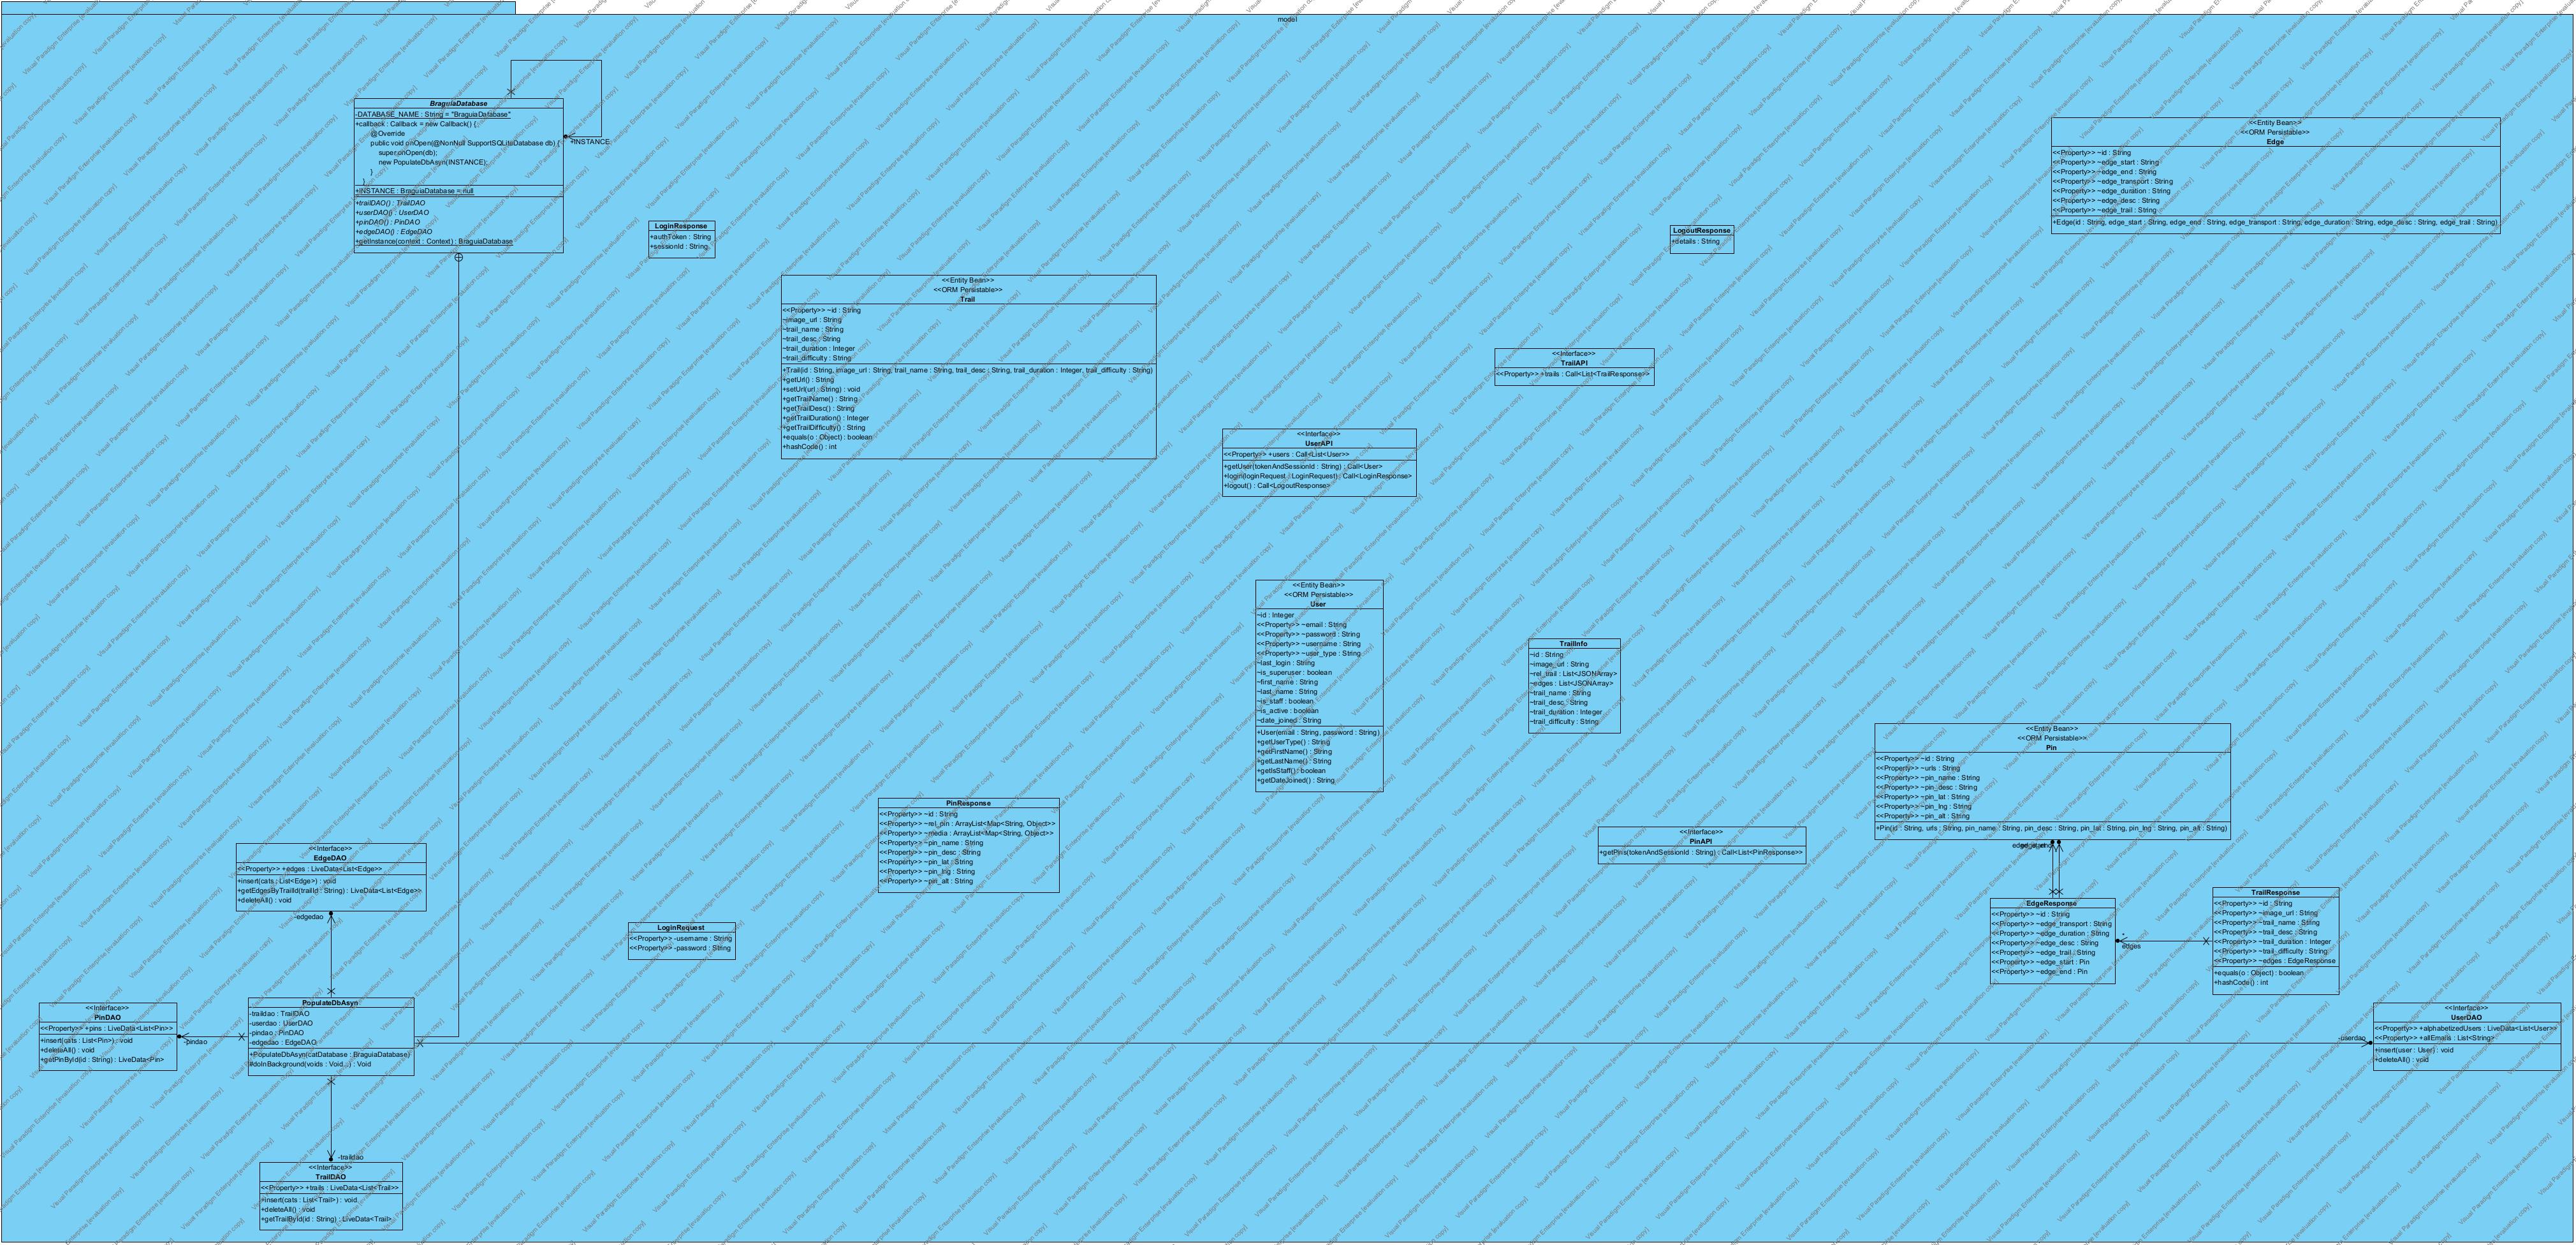 model
BraguiaDatabase
-DATABASE_NAME : String = "BraguiaDatabase"
+callback : Callback = new Callback() {
@Override
public void onOpen(@NonNull SupportSQLiteDatabase db) {
super.onOpen(db);
new PopulateDbAsyn(INSTANCE);
}
}
+INSTANCE : BraguiaDatabase = null
+trailDAO() : TrailDAO
+userDAO() : UserDAO
+pinDAO() : PinDAO
+edgeDAO() : EdgeDAO
+getInstance(context : Context) : BraguiaDatabase
+INSTANCE
LoginResponse
+authToken : String
+sessionId : String
<<Entity Bean>>
<<ORM Persistable>>
Trail
<<Property>> ~id : String
~image_url : String
~trail_name : String
~trail_desc : String
~trail_duration : Integer
~trail_difficulty : String
+Trail(id : String, image_url : String, trail_name : String, trail_desc : String, trail_duration : Integer, trail_difficulty : String)
+getUrl() : String
+setUrl(url : String) : void
+getTrailName() : String
+getTrailDesc() : String
+getTrailDuration() : Integer
+getTrailDifficulty() : String
+equals(o : Object) : boolean
+hashCode() : int
LogoutResponse
+details : String
<<Entity Bean>>
<<ORM Persistable>>
Edge
<<Property>> ~id : String
<<Property>> ~edge_start : String
<<Property>> ~edge_end : String
<<Property>> ~edge_transport : String
<<Property>> ~edge_duration : String
<<Property>> ~edge_desc : String
<<Property>> ~edge_trail : String
+Edge(id : String, edge_start : String, edge_end : String, edge_transport : String, edge_duration : String, edge_desc : String, edge_trail : String)
<<Interface>>
TrailAPI
<<Property>> +trails : Call<List<TrailResponse>>
<<Interface>>
UserAPI
<<Property>> +users : Call<List<User>>
+getUser(tokenAndSessionId : String) : Call<User>
+login(loginRequest : LoginRequest) : Call<LoginResponse>
+logout() : Call<LogoutResponse>
<<Entity Bean>>
<<ORM Persistable>>
User
~id : Integer
<<Property>> ~email : String
<<Property>> ~password : String
<<Property>> ~username : String
<<Property>> ~user_type : String
~last_login : String
~is_superuser : boolean
~first_name : String
~last_name : String
~is_staff : boolean
~is_active : boolean
~date_joined : String
+User(email : String, password : String)
+getUserType() : String
+getFirstName() : String
+getLastName() : String
+getIsStaff() : boolean
+getDateJoined() : String
TrailInfo
~id : String
~image_url : String
~rel_trail : List<JSONArray>
~edges : List<JSONArray>
~trail_name : String
~trail_desc : String
~trail_duration : Integer
~trail_difficulty : String
<<Entity Bean>>
<<ORM Persistable>>
Pin
<<Property>> ~id : String
<<Property>> ~urls : String
<<Property>> ~pin_name : String
<<Property>> ~pin_desc : String
<<Property>> ~pin_lat : String
<<Property>> ~pin_lng : String
<<Property>> ~pin_alt : String
+Pin(id : String, urls : String, pin_name : String, pin_desc : String, pin_lat : String, pin_lng : String, pin_alt : String)
PinResponse
<<Property>> ~id : String
<<Property>> ~rel_pin : ArrayList<Map<String, Object>>
<<Property>> ~media : ArrayList<Map<String, Object>>
<<Property>> ~pin_name : String
<<Property>> ~pin_desc : String
<<Property>> ~pin_lat : String
<<Property>> ~pin_lng : String
<<Property>> ~pin_alt : String
<<Interface>>
PinAPI
+getPins(tokenAndSessionId : String) : Call<List<PinResponse>>
<<Interface>>
EdgeDAO
<<Property>> +edges : LiveData<List<Edge>>
+insert(cats : List<Edge>) : void
+getEdgesByTrailId(trailId : String) : LiveData<List<Edge>>
+deleteAll() : void
-edgedao
LoginRequest
<<Property>> -username : String
<<Property>> -password : String
EdgeResponse
<<Property>> ~id : String
<<Property>> ~edge_transport : String
<<Property>> ~edge_duration : String
<<Property>> ~edge_desc : String
<<Property>> ~edge_trail : String
<<Property>> ~edge_start : Pin
<<Property>> ~edge_end : Pin
*
~edges
TrailResponse
<<Property>> ~id : String
<<Property>> ~image_url : String
<<Property>> ~trail_name : String
<<Property>> ~trail_desc : String
<<Property>> ~trail_duration : Integer
<<Property>> ~trail_difficulty : String
<<Property>> ~edges : EdgeResponse
+equals(o : Object) : boolean
+hashCode() : int
<<Interface>>
PinDAO
<<Property>> +pins : LiveData<List<Pin>>
+insert(cats : List<Pin>) : void
+deleteAll() : void
+getPinById(id : String) : LiveData<Pin>
-pindao
PopulateDbAsyn
-traildao : TrailDAO
-userdao : UserDAO
-pindao : PinDAO
-edgedao : EdgeDAO
+PopulateDbAsyn(catDatabase : BraguiaDatabase)
#doInBackground(voids : Void...) : Void
-userdao
<<Interface>>
UserDAO
<<Property>> +alphabetizedUsers : LiveData<List<User>>
<<Property>> +allEmails : List<String>
+insert(user : User) : void
+deleteAll() : void
-traildao
<<Interface>>
TrailDAO
<<Property>> +trails : LiveData<List<Trail>>
+insert(cats : List<Trail>) : void
+deleteAll() : void
+getTrailById(id : String) : LiveData<Trail>
Visual Paradigm Enterprise [evaluation copy]